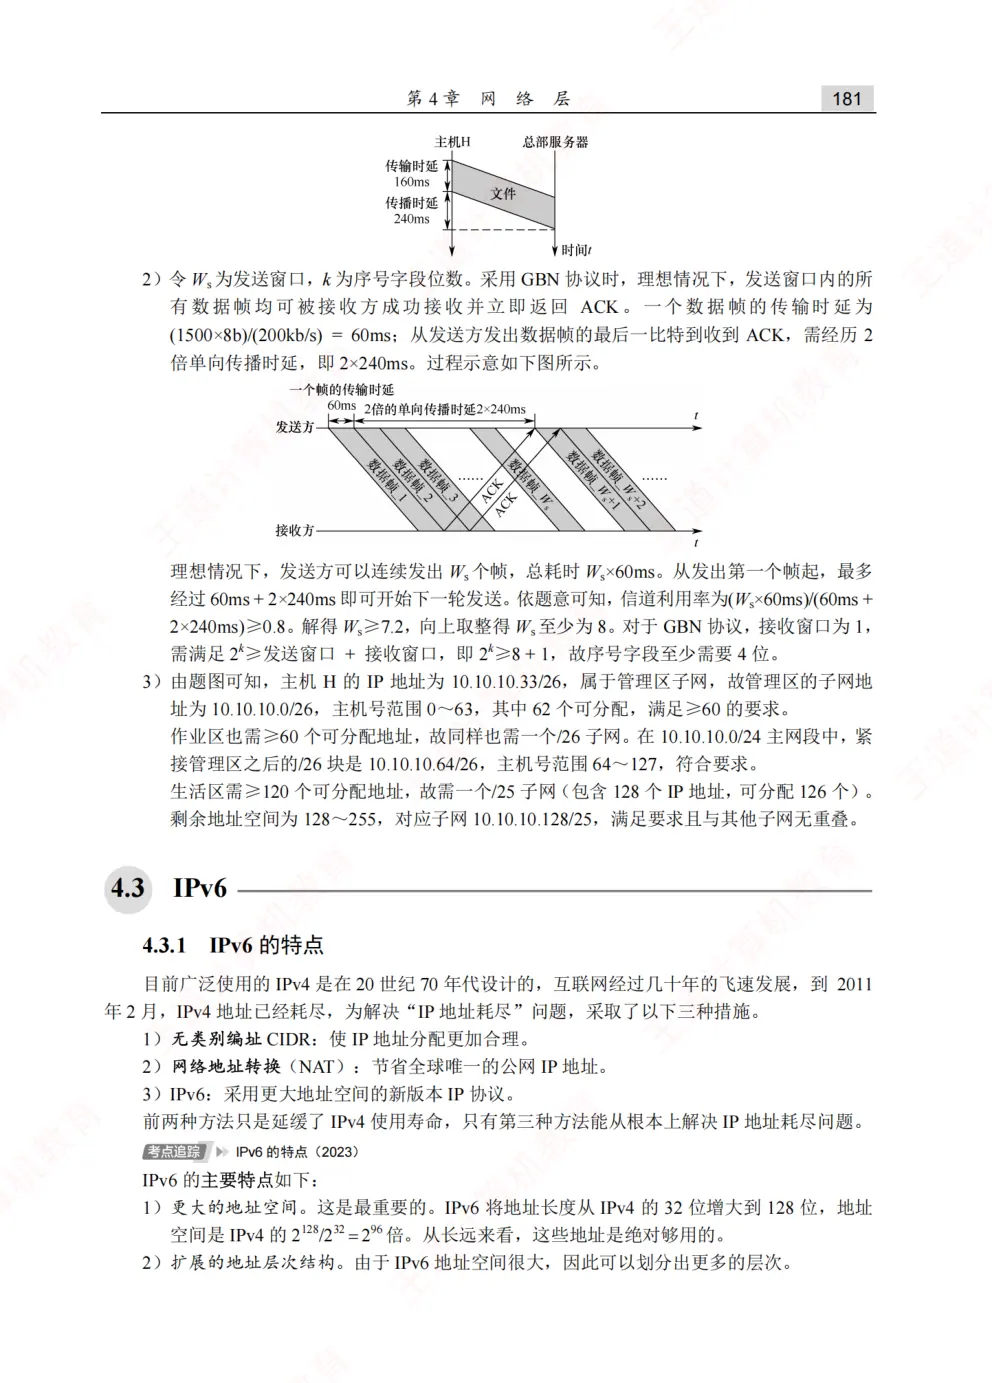 第 4 章 网 络 层 181
主机H 总部服务器
传输时延
160ms
文件
传播时延
240ms
时间t
2）令 Ws 为发送窗口，k 为序号字段位数。采用 GBN 协议时，理想情况下，发送窗口内的所
有数据帧均可被接收方成功接收并立即返回 ACK。一个数据帧的传输时延为
(1500×8b)/(200kb/s) = 60ms；从发送方发出数据帧的最后一比特到收到 ACK，需经历 2
倍单向传播时延，即 2×240ms。过程示意如下图所示。
一个帧的传输时延
60ms 2倍的单向传播时延2×240ms
t
发送方
数据帧_1 数据帧_2 数据帧_3 …… ACK ACK 数据帧_Ws 数据帧_Ws+1 数据帧_Ws+2 ……
接收方
t
理想情况下，发送方可以连续发出 Ws 个帧，总耗时 Ws×60ms。从发出第一个帧起，最多
经过 60ms + 2×240ms 即可开始下一轮发送。依题意可知，信道利用率为(Ws×60ms)/(60ms +
2×240ms)≥0.8。解得 Ws≥7.2，向上取整得 Ws 至少为 8。对于 GBN 协议，接收窗口为 1，
需满足 2^k≥发送窗口 + 接收窗口，即 2^k≥8 + 1，故序号字段至少需要 4 位。
3）由题图可知，主机 H 的 IP 地址为 10.10.10.33/26，属于管理区子网，故管理区的子网地
址为 10.10.10.0/26，主机号范围 0～63，其中 62 个可分配，满足≥60 的要求。
作业区也需≥60 个可分配地址，故同样也需一个/26 子网。在 10.10.10.0/24 主网段中，紧
接管理区之后的/26 块是 10.10.10.64/26，主机号范围 64～127，符合要求。
生活区需≥120 个可分配地址，故需一个/25 子网（包含 128 个 IP 地址，可分配 126 个）。
剩余地址空间为 128～255，对应子网 10.10.10.128/25，满足要求且与其他子网无重叠。
4.3 IPv6
4.3.1 IPv6 的特点
目前广泛使用的 IPv4 是在 20 世纪 70 年代设计的，互联网经过几十年的飞速发展，到 2011
年 2 月，IPv4 地址已经耗尽，为解决“IP 地址耗尽”问题，采取了以下三种措施。
1）无类别编址 CIDR：使 IP 地址分配更加合理。
2）网络地址转换（NAT）：节省全球唯一的公网 IP 地址。
3）IPv6：采用更大地址空间的新版本 IP 协议。
前两种方法只是延缓了 IPv4 使用寿命，只有第三种方法能从根本上解决 IP 地址耗尽问题。
考点追踪 IPv6 的特点（2023）
IPv6 的主要特点如下：
1）更大的地址空间。这是最重要的。IPv6 将地址长度从 IPv4 的 32 位增大到 128 位，地址
空间是 IPv4 的 2^128/2^32 = 2^96 倍。从长远来看，这些地址是绝对够用的。
2）扩展的地址层次结构。由于 IPv6 地址空间很大，因此可以划分出更多的层次。